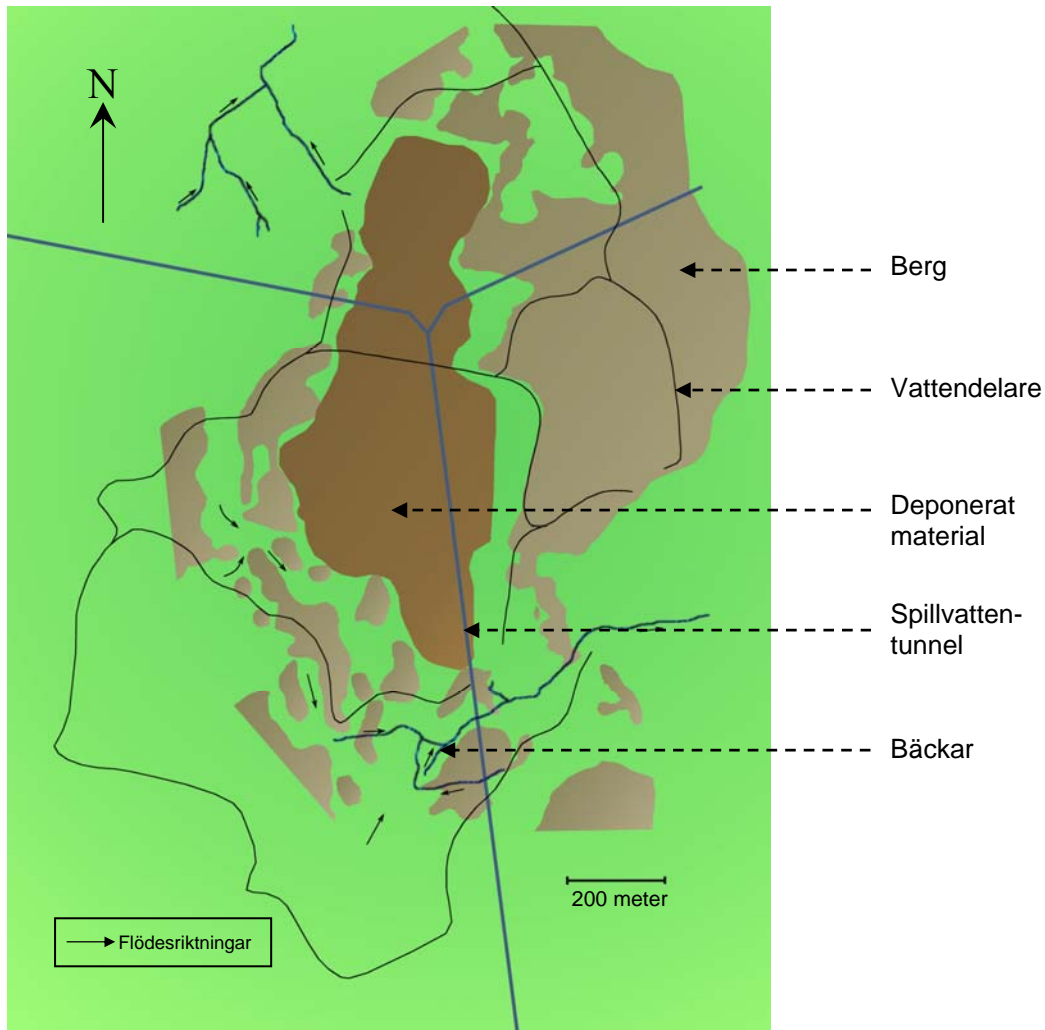 N
Berg
Vattendelare
Deponerat
material
Spillvatten-
tunnel
Bäckar
200 meter
Flödesriktningar